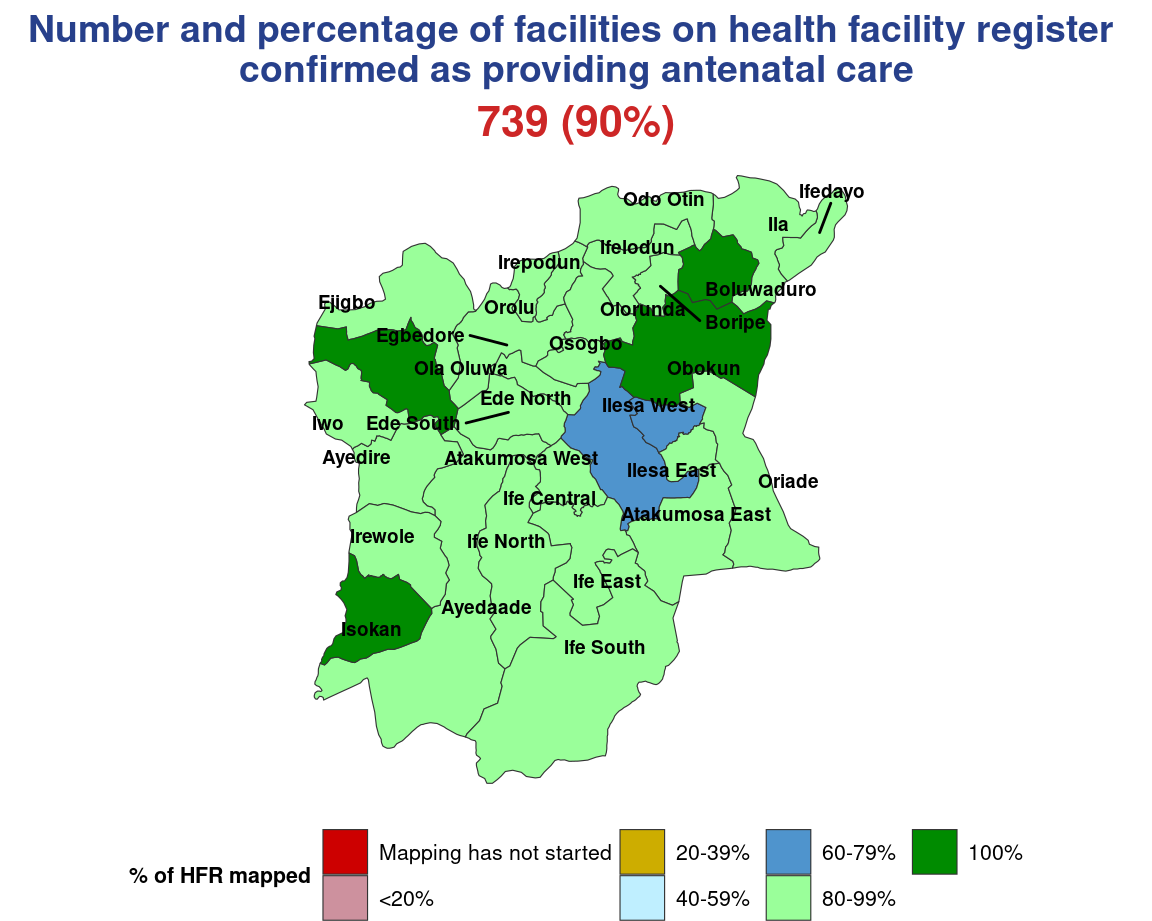 Number and percentage of facilities on health facility register
confirmed as providing antenatal care
739 (90%)
Ifedayo
Odo Otin
Ila
Ifelodun
Irepodun
Boluwaduro
Ejigbo
Orolu
Olorunda
Boripe
Egbedore
Osogbo
Ola Oluwa
Obokun
Ede North
Ilesa West
Iwo
Ede South
Ayedire
Atakumosa West
Ilesa East
Oriade
Ife Central
Atakumosa East
Irewole
Ife North
Ife East
Ayedaade
Isokan
Ife South
% of HFR mapped
Mapping has not started
<20%
20-39%
40-59%
60-79%
80-99%
100%